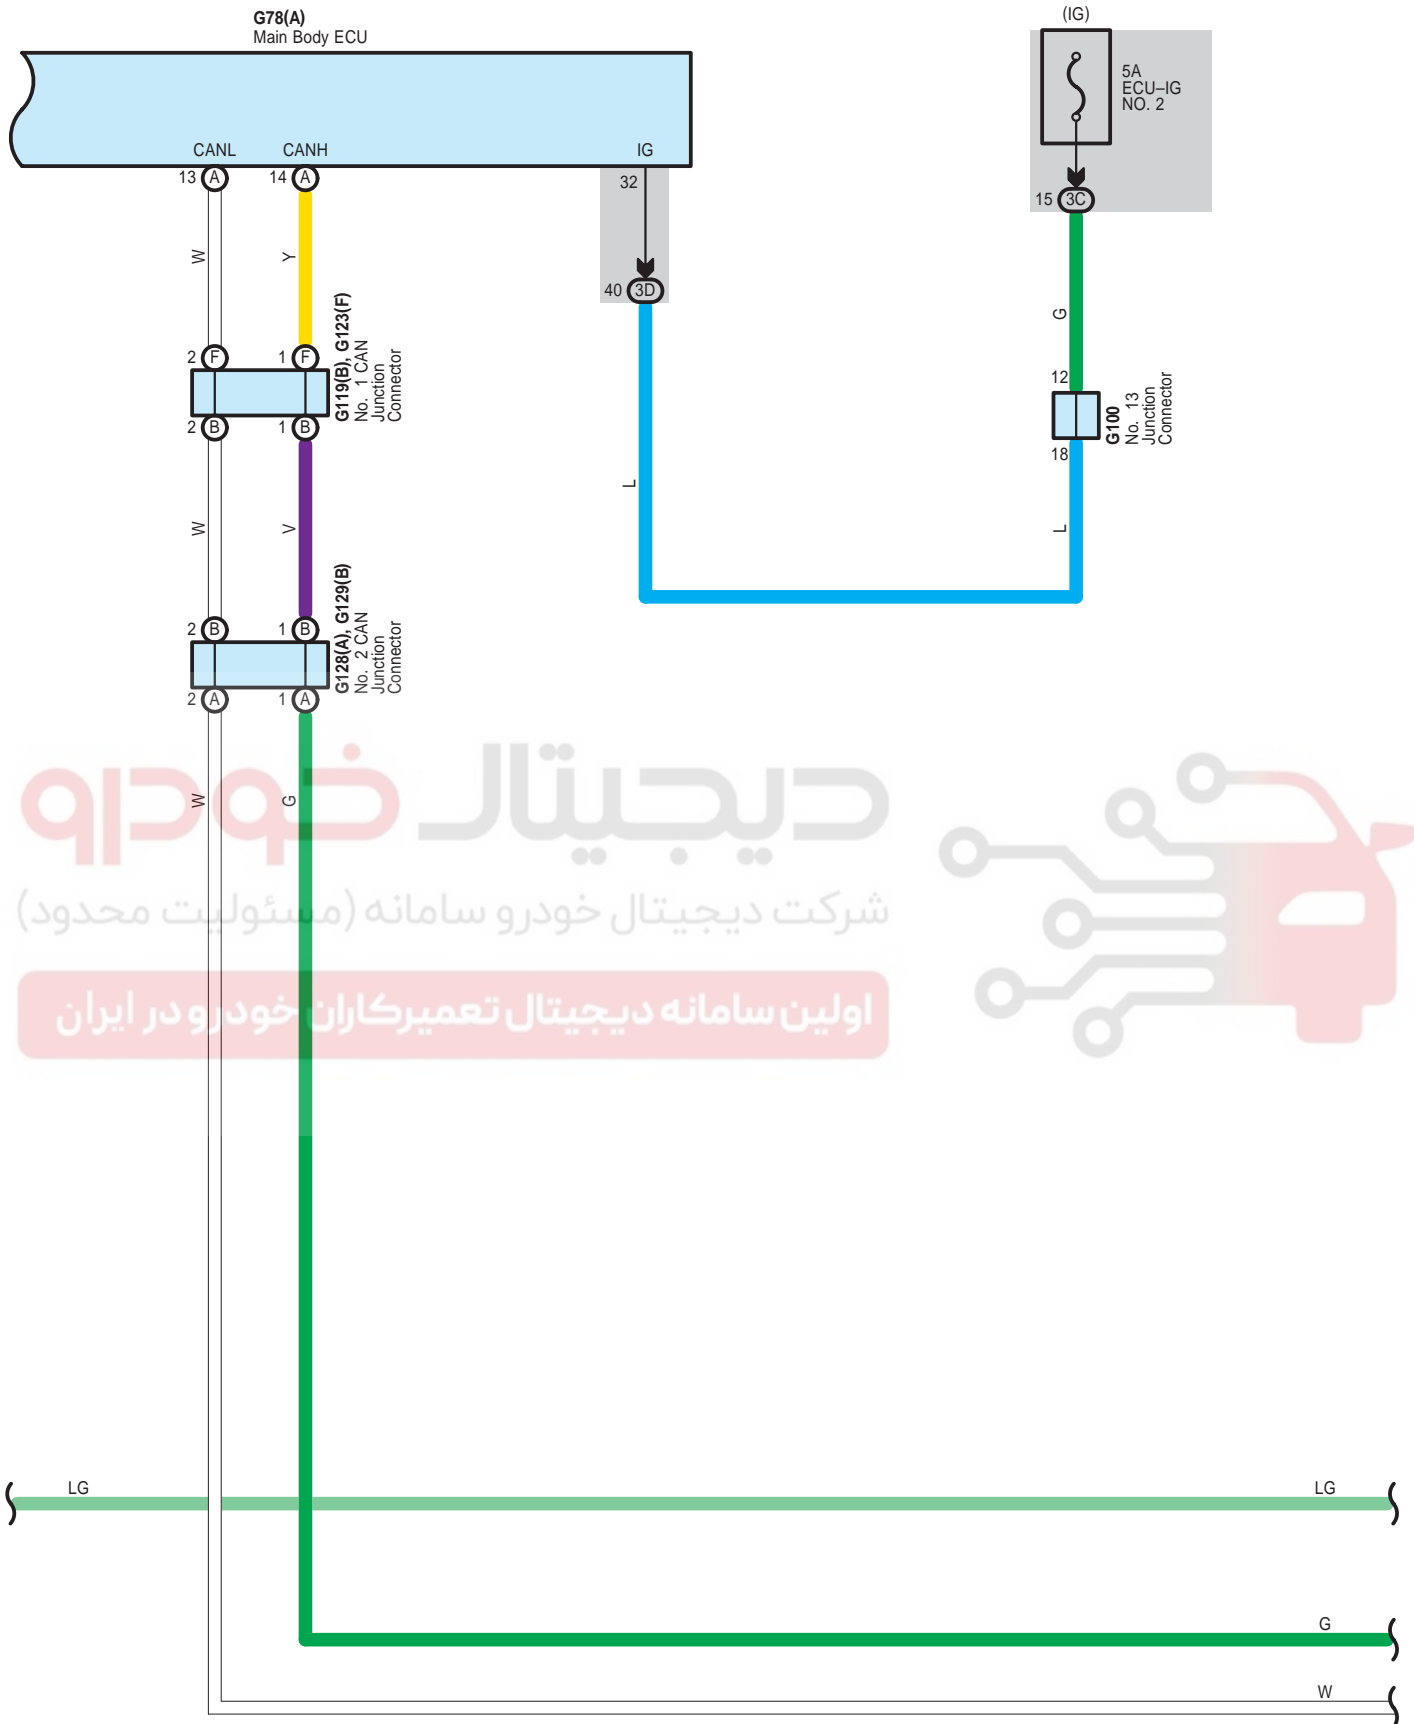 G78(A)
Main Body ECU
(IG)
5A
ECU–IG
NO. 2
CANL
CANH
IG
13 A
14 A
32
15 3C
W
Y
40 3D
G
2 F
1 F
G119(B), G123(F)
No. 1 CAN
Junction
Connector
12
G100
No. 13
Junction
Connector
2 B
1 B
18
L
W
V
L
2 B
1 B
G128(A), G129(B)
No. 2 CAN
Junction
Connector
2 A
1 A
دیجیتال خودرو
W
G
شرکت دیجیتال خودرو سامانه (مسئولیت محدود)
اولین سامانه دیجیتال تعمیرکاران خودرو در ایران
LG
LG
G
W